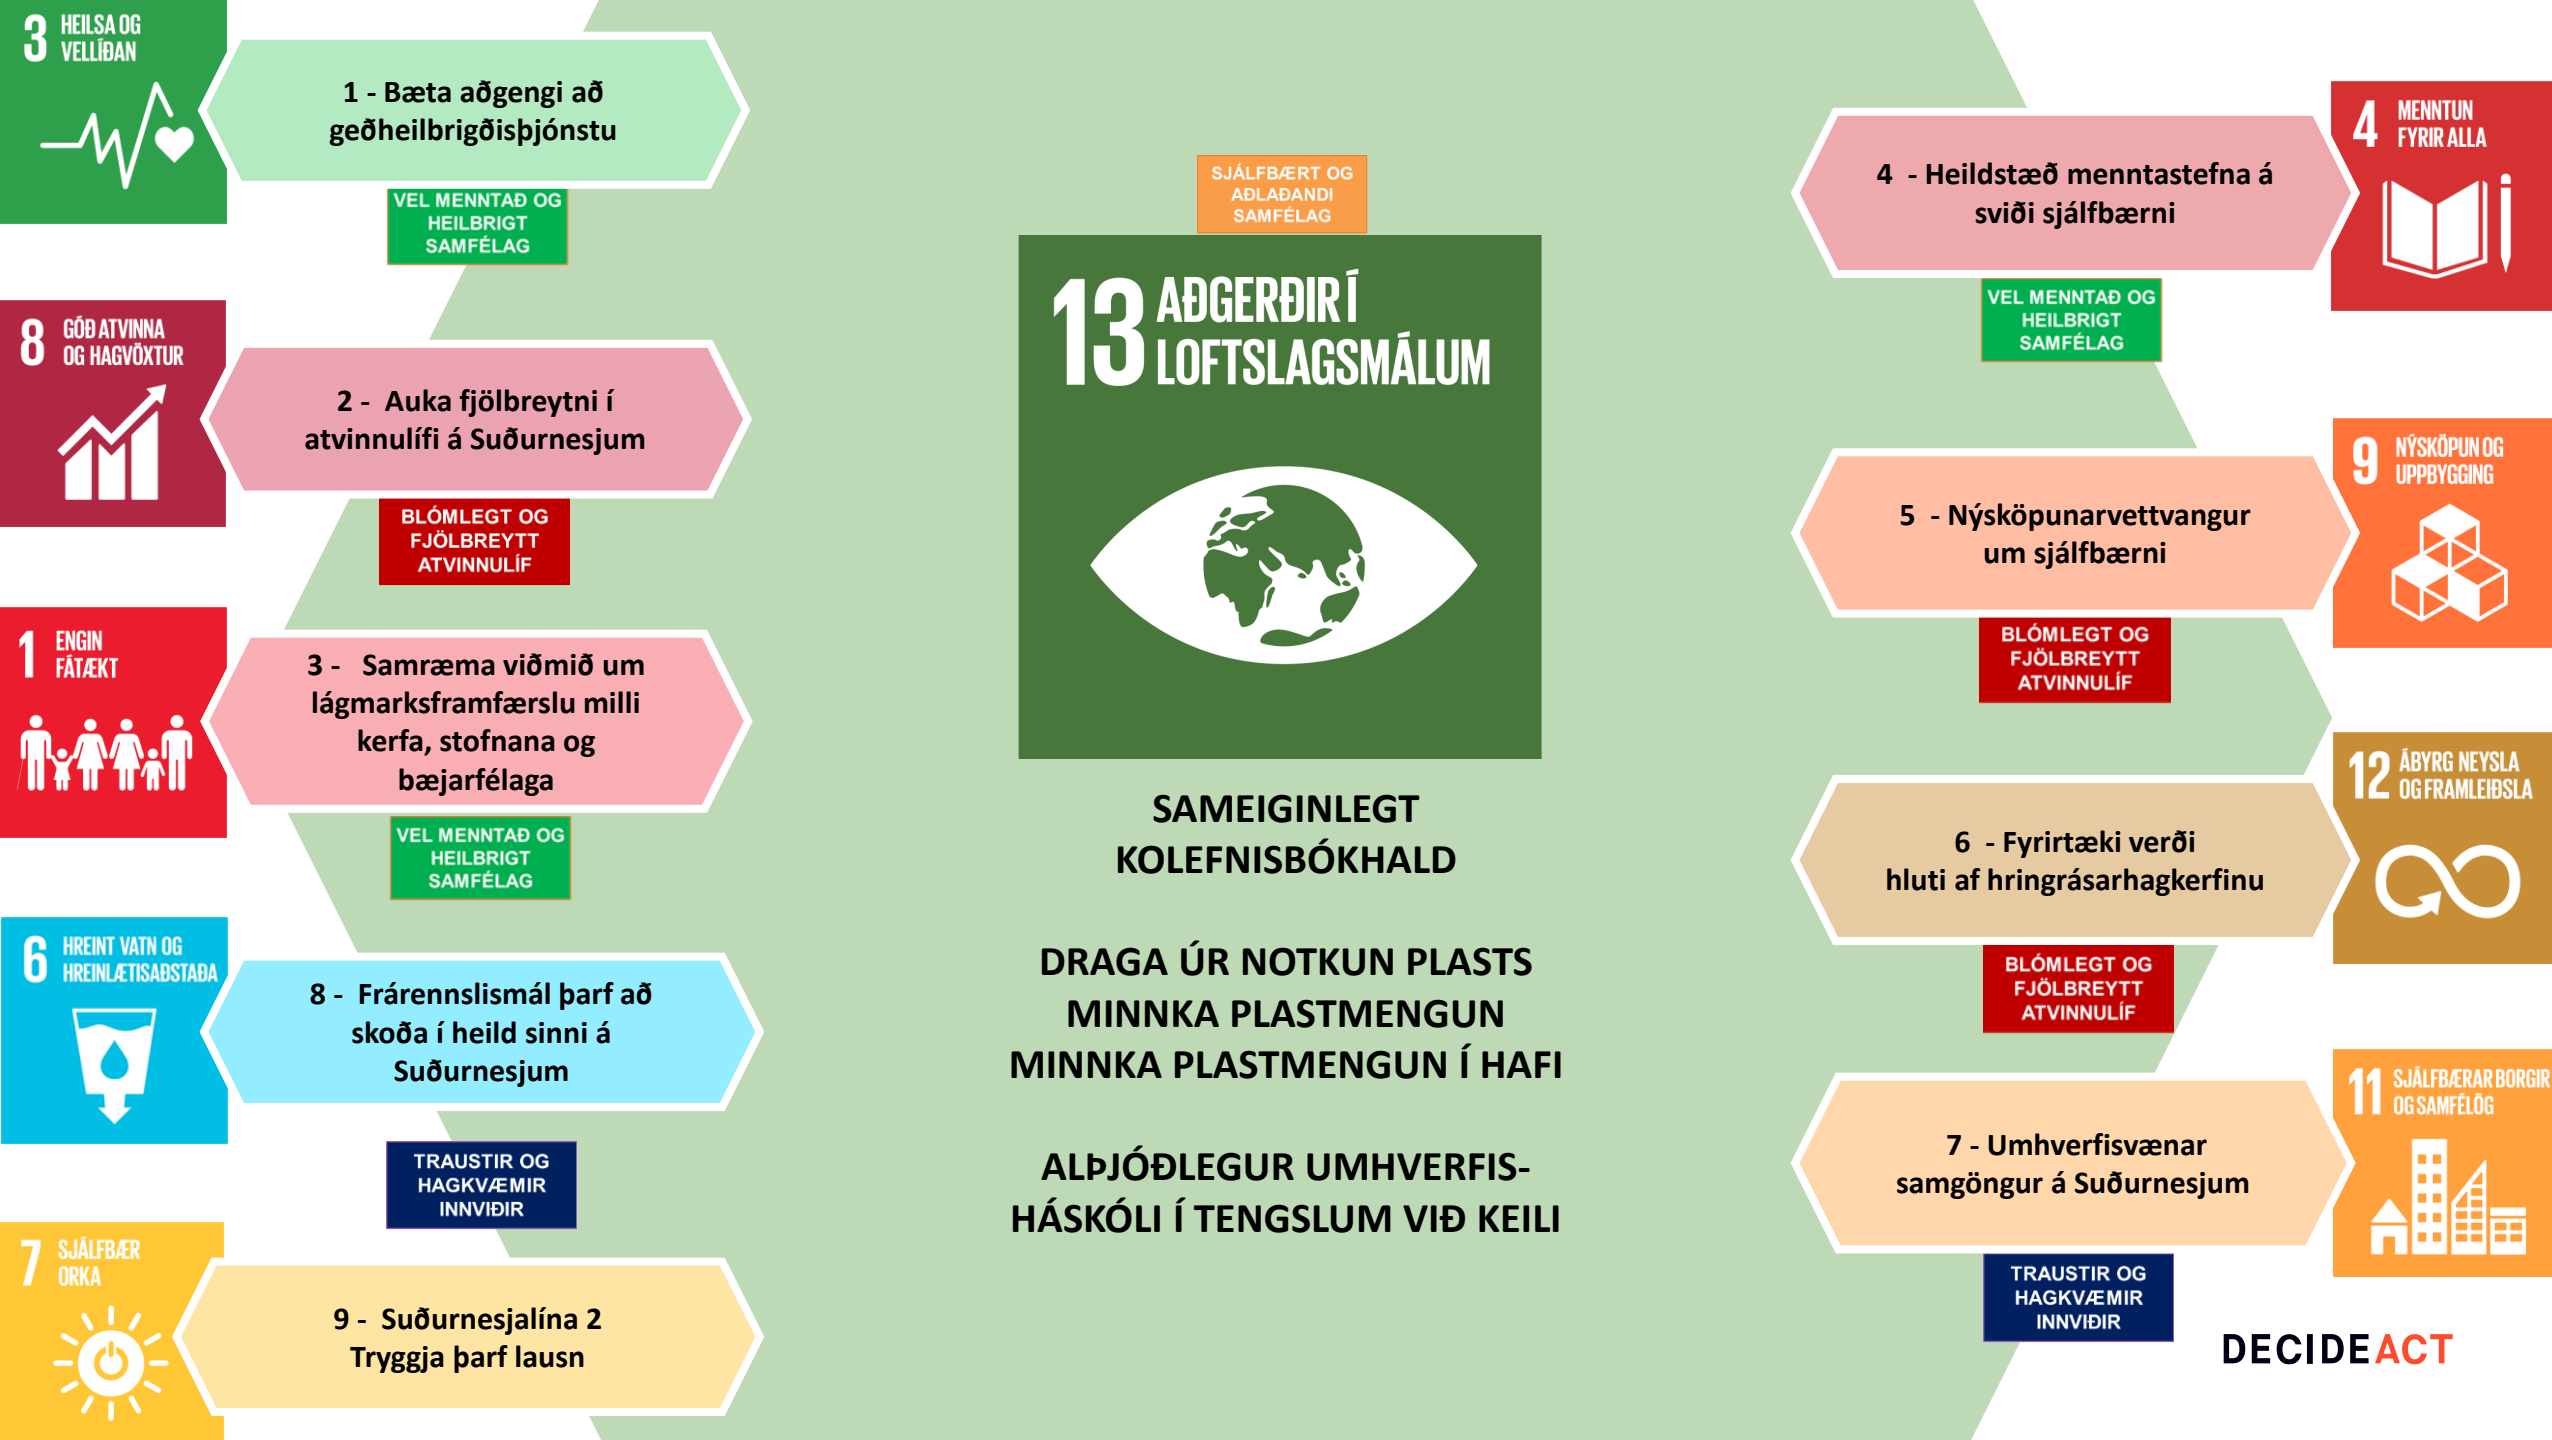 3 HEILSA OG
VELLÍÐAN
1 - Bæta aðgengi að
geðheilbrigðisþjónstu
VEL MENNTAÐ OG
HEILBRIGT
SAMFÉLAG
8 GÓÐ ATVINNA
OG HAGVÖXTUR
2 - Auka fjölbreytni í
atvinnulífi á Suðurnesjum
BLÓMLEGT OG
FJÖLBREYTT
ATVINNULÍF
1 ENGIN
FÁTÆKT
3 - Samræma viðmið um
lágmarksframfærslu milli
kerfa, stofnana og
bæjarfélaga
VEL MENNTAÐ OG
HEILBRIGT
SAMFÉLAG
6 HREINT VATN OG
HREINLÆTISAÐSTAÐA
8 - Frárennslismál þarf að
skoða í heild sinni á
Suðurnesjum
TRAUSTIR OG
HAGKVÆMIR
INNVIÐIR
7 SJÁLFBÆR
ORKA
9 - Suðurnesjalína 2
Tryggja þarf lausn
SJÁLFBÆRT OG
AÐLAÐANDI
SAMFÉLAG
13 AÐGERÐIR Í
LOFTSLAGSMÁLUM
SAMEIGINLEGT
KOLEFNISBÓKHALD
DRAGA ÚR NOTKUN PLASTS
MINNKA PLASTMENGUN
MINNKA PLASTMENGUN Í HAFI
ALÞJÓÐLEGUR UMHVERFIS-
HÁSKÓLI Í TENGSLUM VIÐ KEILI
4 MENNTUN
FYRIR ALLA
4 - Heildstæð menntastefna á
sviði sjálfbærni
VEL MENNTAÐ OG
HEILBRIGT
SAMFÉLAG
9 NÝSKÖPUN OG
UPPBYGGING
5 - Nýsköpunarvettvangur
um sjálfbærni
BLÓMLEGT OG
FJÖLBREYTT
ATVINNULÍF
12 ÁBYRG NEYSLA
OG FRAMLEIÐSLA
6 - Fyrirtæki verði
hluti af hringrásarhagkerfinu
BLÓMLEGT OG
FJÖLBREYTT
ATVINNULÍF
11 SJÁLFBÆRAR BORGIR
OG SAMFÉLÖG
7 - Umhverfisvænar
samgöngur á Suðurnesjum
TRAUSTIR OG
HAGKVÆMIR
INNVIÐIR
DECIDEACT